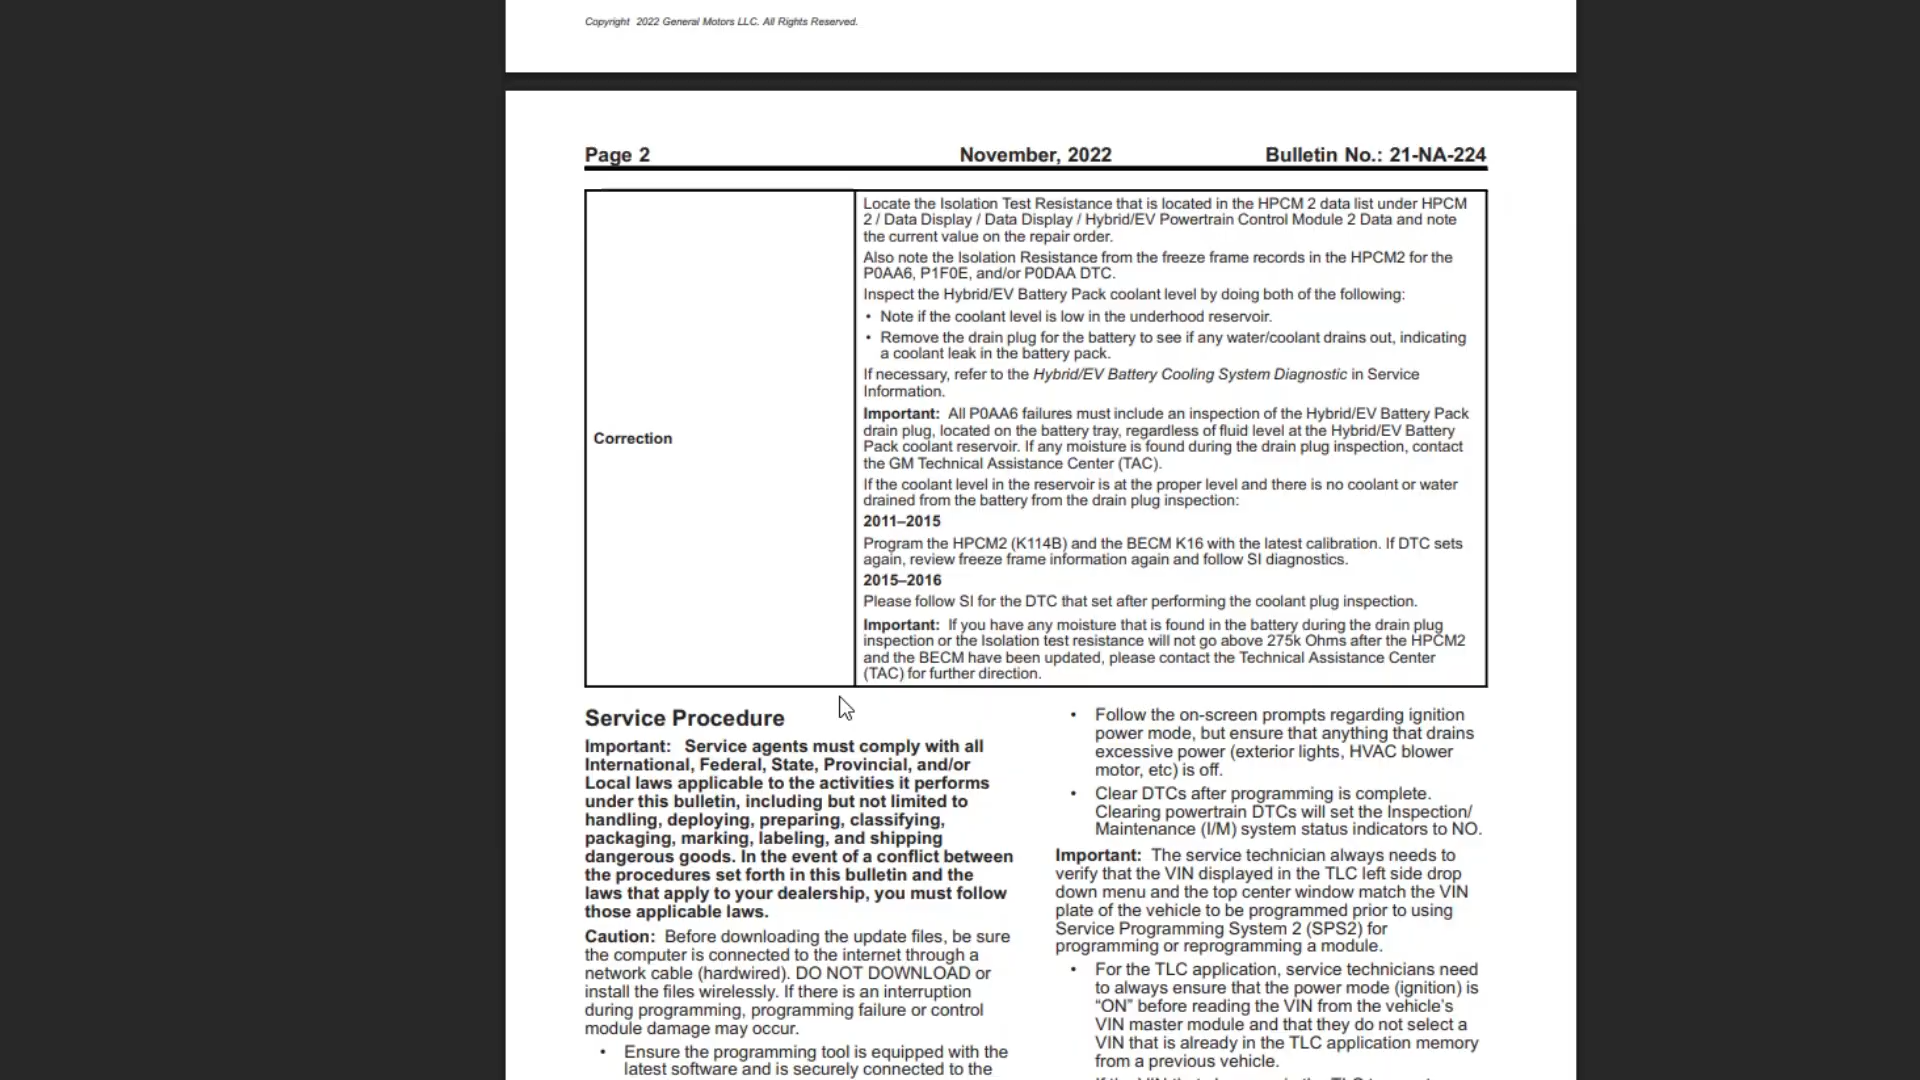 Copyright 2022 General Motors LLC. All Rights Reserved.
Page 2 November, 2022 Bulletin No.: 21-NA-224
Correction
Locate the Isolation Test Resistance that is located in the HPCM 2 data list under HPCM
2 / Data Display / Data Display / Hybrid/EV Powertrain Control Module 2 Data and note
the current value on the repair order.
Also note the Isolation Resistance from the freeze frame records in the HPCM2 for the
P0AA6, P1F0E, and/or P0DAA DTC.
Inspect the Hybrid/EV Battery Pack coolant level by doing both of the following:
• Note if the coolant level is low in the underhood reservoir.
• Remove the drain plug for the battery to see if any water/coolant drains out, indicating
a coolant leak in the battery pack.
If necessary, refer to the Hybrid/EV Battery Cooling System Diagnostic in Service
Information.
Important: All P0AA6 failures must include an inspection of the Hybrid/EV Battery Pack
drain plug, located on the battery tray, regardless of fluid level at the Hybrid/EV Battery
Pack coolant reservoir. If any moisture is found during the drain plug inspection, contact
the GM Technical Assistance Center (TAC).
If the coolant level in the reservoir is at the proper level and there is no coolant or water
drained from the battery from the drain plug inspection:
2011–2015
Program the HPCM2 (K114B) and the BECM K16 with the latest calibration. If DTC sets
again, review freeze frame information again and follow SI diagnostics.
2015–2016
Please follow SI for the DTC that set after performing the coolant plug inspection.
Important: If you have any moisture that is found in the battery during the drain plug
inspection or the Isolation test resistance will not go above 275k Ohms after the HPCM2
and the BECM have been updated, please contact the Technical Assistance Center
(TAC) for further direction.
Service Procedure
Important: Service agents must comply with all
International, Federal, State, Provincial, and/or
Local laws applicable to the activities it performs
under this bulletin, including but not limited to
handling, deploying, preparing, classifying,
packaging, marking, labeling, and shipping
dangerous goods. In the event of a conflict between
the procedures set forth in this bulletin and the
laws that apply to your dealership, you must follow
those applicable laws.
Caution: Before downloading the update files, be sure
the computer is connected to the internet through a
network cable (hardwired). DO NOT DOWNLOAD or
install the files wirelessly. If there is an interruption
during programming, programming failure or control
module damage may occur.
• Ensure the programming tool is equipped with the
latest software and is securely connected to the
• Follow the on-screen prompts regarding ignition
power mode, but ensure that anything that drains
excessive power (exterior lights, HVAC blower
motor, etc) is off.
• Clear DTCs after programming is complete.
Clearing powertrain DTCs will set the Inspection/
Maintenance (I/M) system status indicators to NO.
Important: The service technician always needs to
verify that the VIN displayed in the TLC left side drop
down menu and the top center window match the VIN
plate of the vehicle to be programmed prior to using
Service Programming System 2 (SPS2) for
programming or reprogramming a module.
• For the TLC application, service technicians need
to always ensure that the power mode (ignition) is
“ON” before reading the VIN from the vehicle’s
VIN master module and that they do not select a
VIN that is already in the TLC application memory
from a previous vehicle.